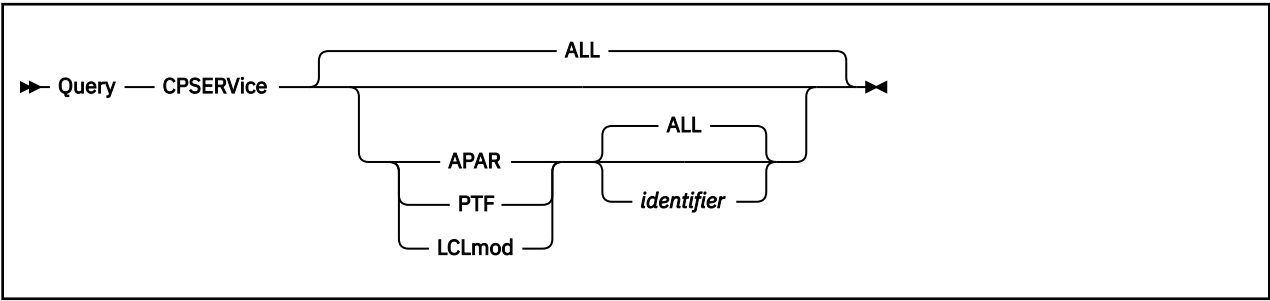 ALL
Query CPSERVice
ALL
APAR
PTF
identifier
LCLmod